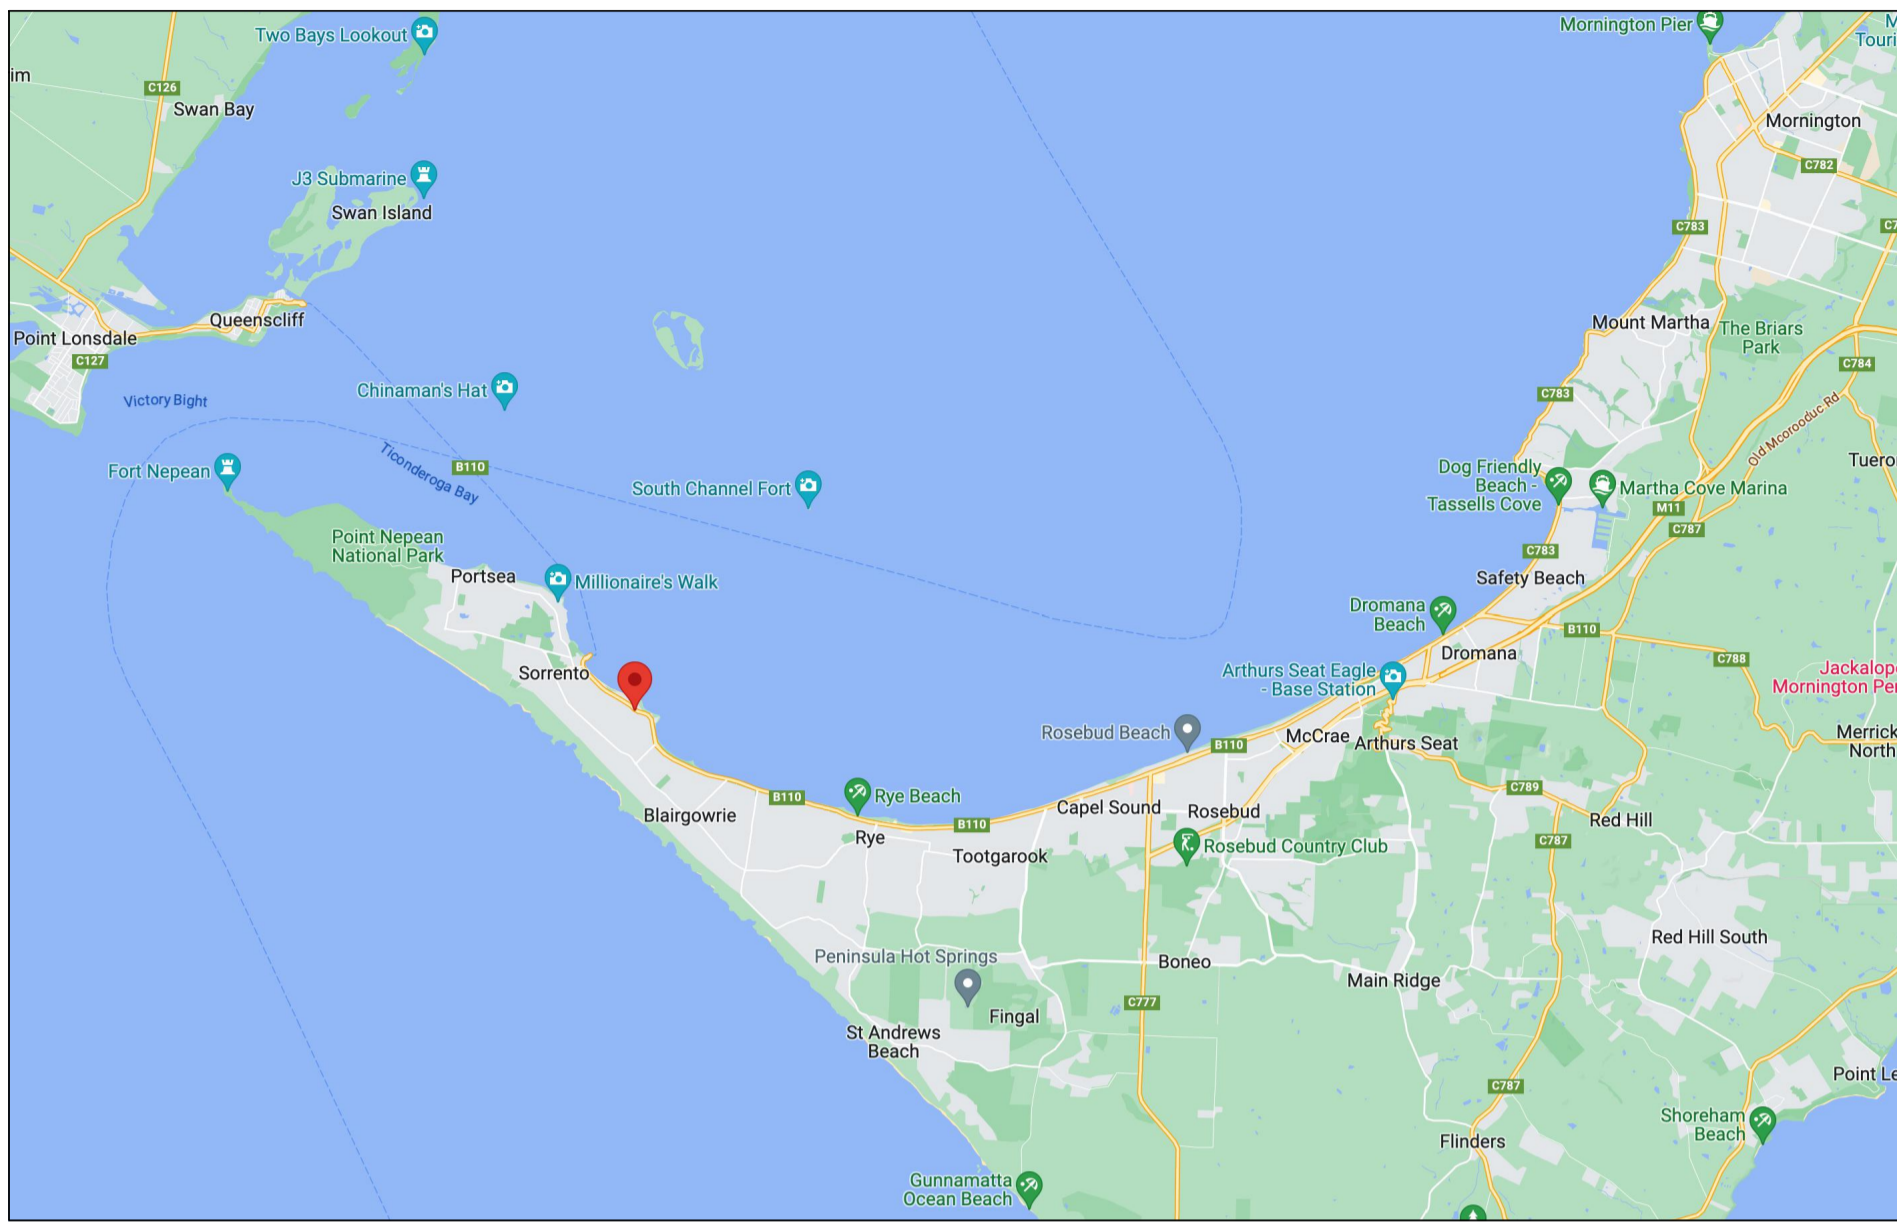 Two Bays Lookout
Mornington Pier
im
C126
Swan Bay
Mornington
C782
J3 Submarine
Swan Island
C783
Queenscliff
Point Lonsdale
C127
Mount Martha
The Briars
Park
C784
Chinaman's Hat
Victory Bight
C783
Old Mcorooduc Rd
Fort Nepean
Ticonderoga Bay
B110
South Channel Fort
Dog Friendly
Beach -
Tassells Cove
Martha Cove Marina
M11
C787
Point Nepean
National Park
C783
Portsea
Millionaire's Walk
Safety Beach
Dromana
Beach
B110
Dromana
C788
Sorrento
Arthurs Seat Eagle
- Base Station
Jackalop
Mornington Pe
Rosebud Beach
B110
McCrae
Arthurs Seat
Merrick
North
C789
B110
Rye Beach
Blairgowrie
Capel Sound
Rosebud
Red Hill
Rye
B110
Tootgarook
Rosebud Country Club
C787
Red Hill South
Peninsula Hot Springs
Boneo
Main Ridge
C777
Fingal
St Andrews
Beach
Point Le
C787
Shoreham
Beach
Flinders
Gunnamatta
Ocean Beach